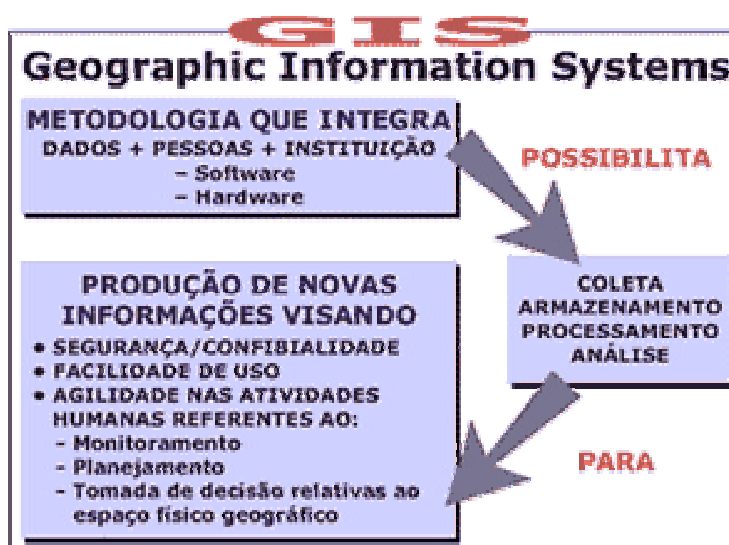 GIS
Geographic Information Systems
METODOLOGIA QUE INTEGRA
DADOS + PESSOAS + INSTITUIÇÃO
– Software
– Hardware
POSSIBILITA
COLETA
ARMAZENAMENTO
PROCESSAMENTO
ANÁLISE
PARA
PRODUÇÃO DE NOVAS
INFORMAÇÕES VISANDO
• SEGURANÇA/CONFIBIALIDADE
• FACILIDADE DE USO
• AGILIDADE NAS ATIVIDADES
HUMANAS REFERENTES AO:
- Monitoramento
- Planejamento
- Tomada de decisão relativas ao
espaço físico geográfico